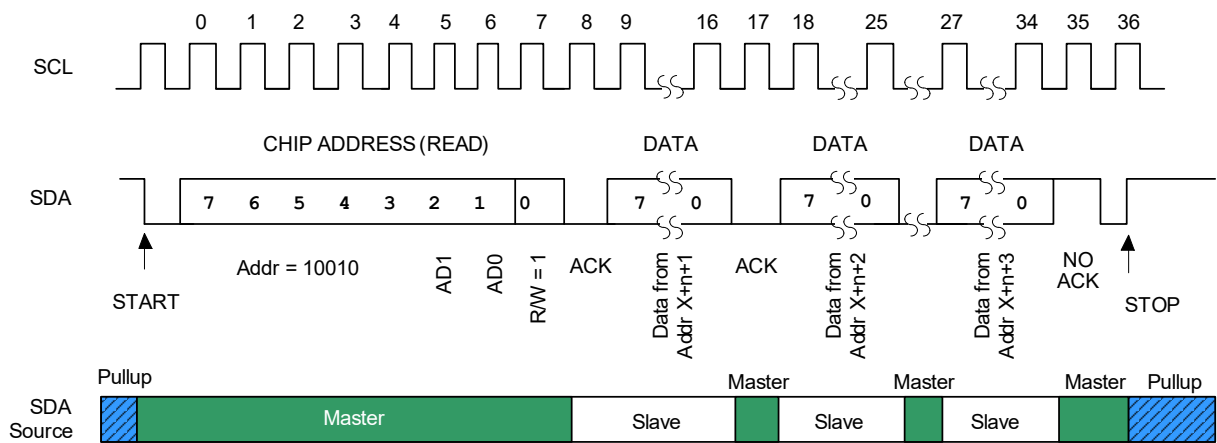 0 1 2 3 4 5 6 7 8 9 16 17 18 25 27 34 35 36
SCL
CHIP ADDRESS (READ) DATA DATA DATA
SDA 7 6 5 4 3 2 1 0 7 0 7 0 7 0
START
Addr = 10010
AD1
AD0
R/W = 1
ACK
Data from
Addr X+n+1
ACK
Data from
Addr X+n+2
Data from
Addr X+n+3
NO
ACK
STOP
Pullup Master Master Master Pullup
SDA
Source
Master Slave Slave Slave